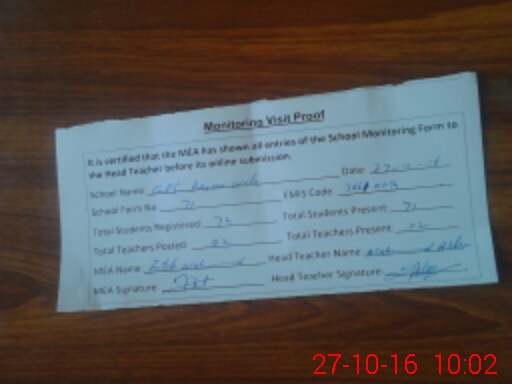 Monitoring Visit Proof
It is certified that the MEA has shown all entries of the School Monitoring Form to
the Head Teacher before its online submission.
School Name: GPS Date: 27-10-16
School Form No 71 EMIS Code:
Total Students Registered: 72 Total Students Present: 71
Total Teachers Posted: 02 Total Teachers Present: 02
MEA Name: Head Teacher Name
MEA Signature Head Teacher Signature:
27-10-16 10:02